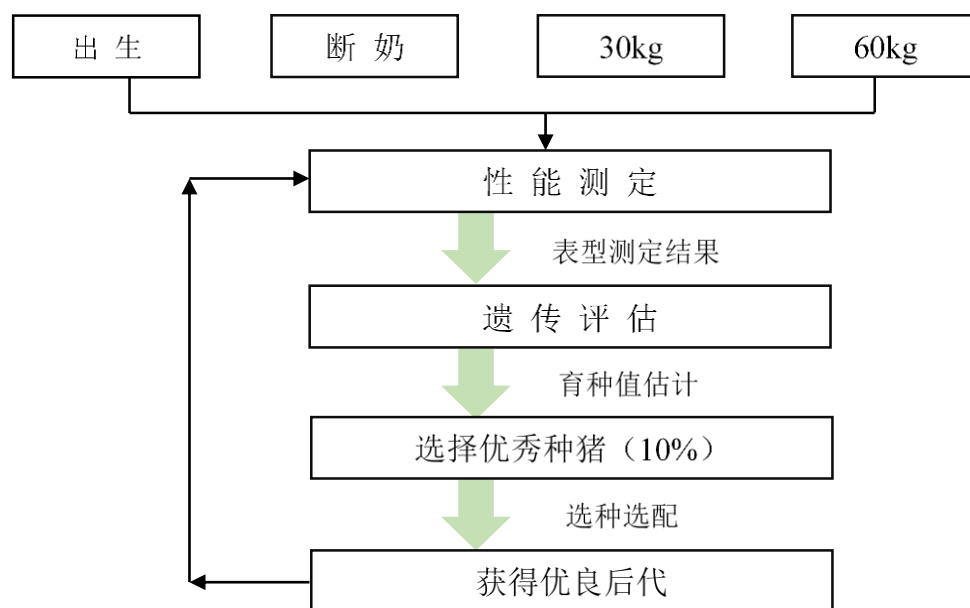 出生
断奶
30kg
60kg
性能测定
表型测定结果
遗传评估
育种值估计
选择优秀种猪（10%）
选种选配
获得优良后代